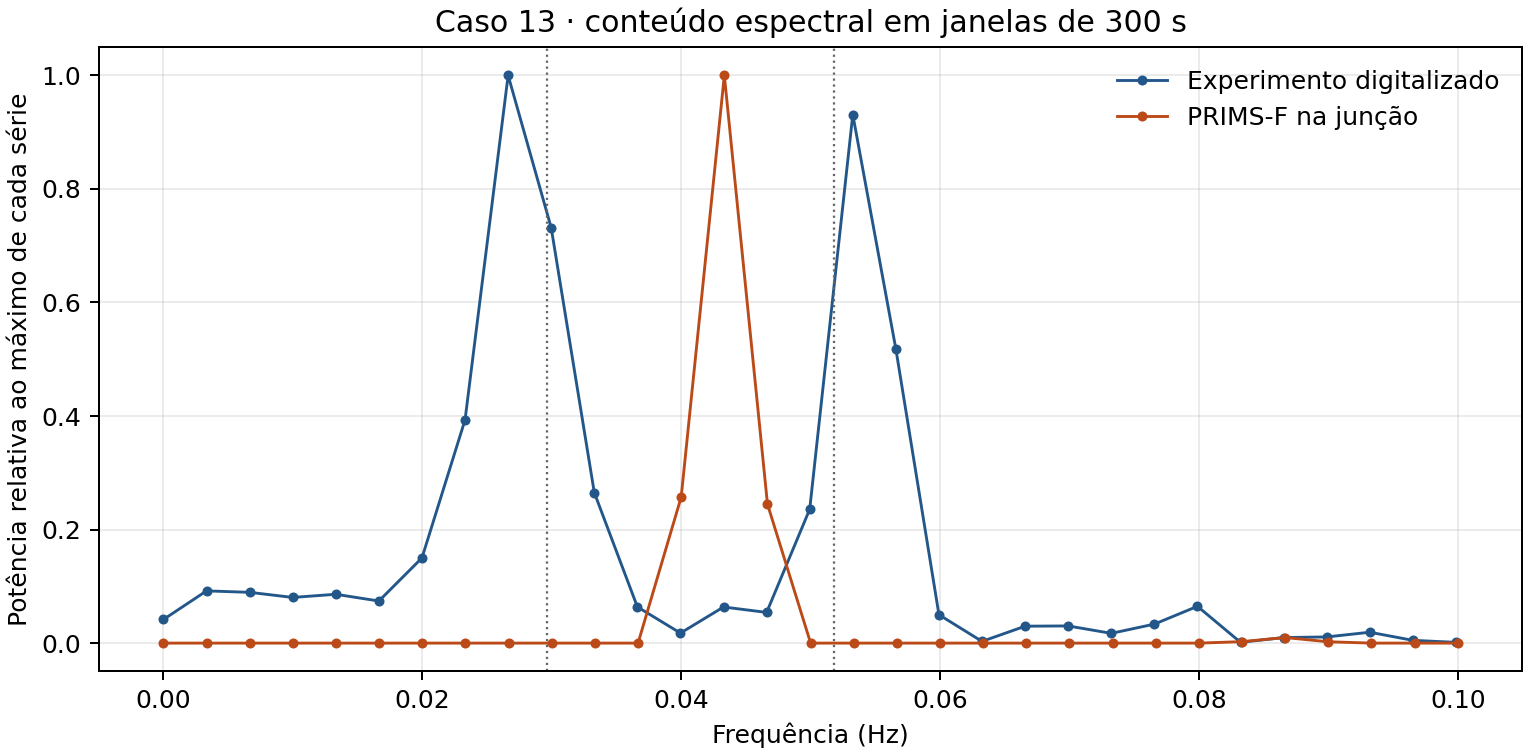 Caso 13 · conteúdo espectral em janelas de 300 s
Experimento digitalizado
PRIMS-F na junção
Potência relativa ao máximo de cada série
1.0
0.8
0.6
0.4
0.2
0.0
0.00 0.02 0.04 0.06 0.08 0.10
Frequência (Hz)